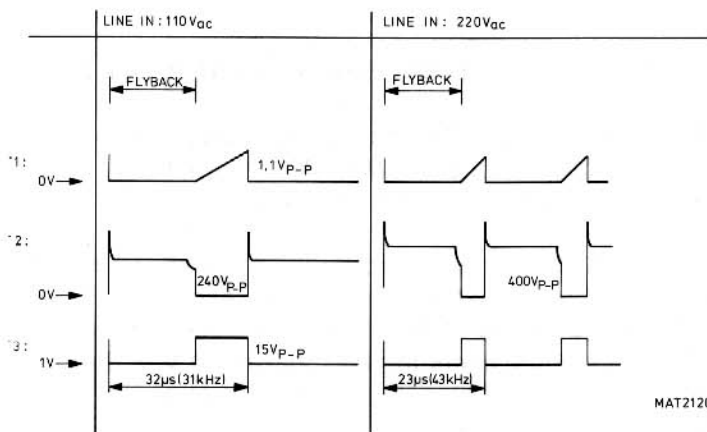 LINE IN: 110Vac
LINE IN: 220Vac
FLYBACK
FLYBACK
1:
0V
1,1Vp-p
2:
0V
240Vp-p
400Vp-p
3:
1V
15Vp-p
32µs(31kHz)
23µs(43kHz)
MAT2120